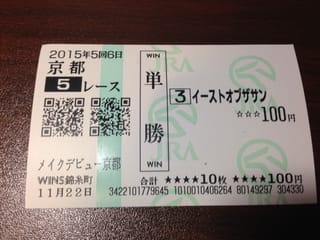 2015年5回6日
京都
5レース
WIN
単勝
WIN
3 イーストオブザサン
☆☆☆100円
JRA
メイクデビュー京都
WINS錦糸町
11月22日
合計 ★★★★10枚 ★★★★100円
3422101779645 1010010406264 80149297 304330